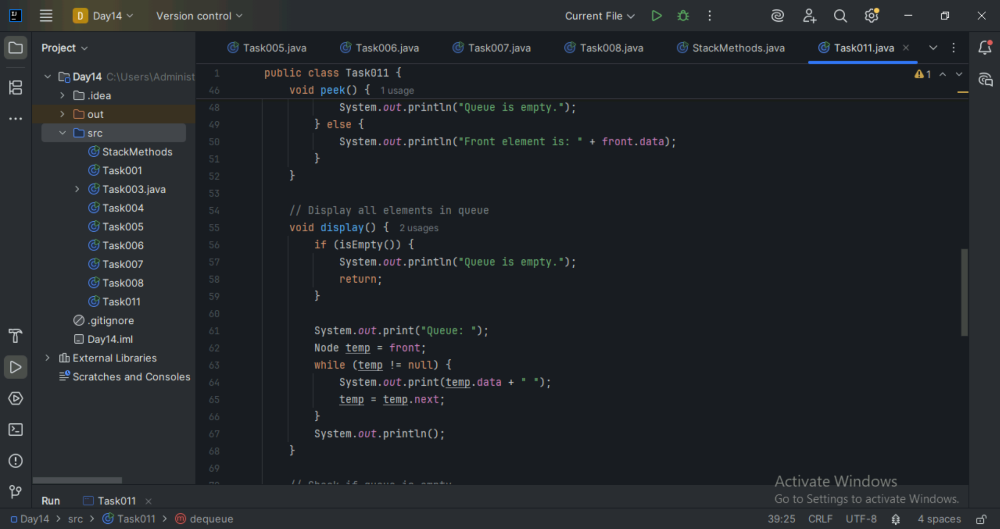 D Day14
Version control
Current File
Project
Task005.java
Task006.java
Task007.java
Task008.java
StackMethods.java
Task011.java
Day14 C:\Users\Administ
.idea
out
src
StackMethods
Task001
Task003.java
Task004
Task005
Task006
Task007
Task008
Task011
.gitignore
Day14.iml
External Libraries
Scratches and Consoles
1 public class Task011 {
1
46 void peek() { 1 usage
48 System.out.println("Queue is empty.");
49 } else {
50 System.out.println("Front element is: " + front.data);
51 }
52 }
53
54 // Display all elements in queue
55 void display() { 2 usages
56 if (isEmpty()) {
57 System.out.println("Queue is empty.");
58 return;
59 }
60
61 System.out.print("Queue: ");
62 Node temp = front;
63 while (temp != null) {
64 System.out.print(temp.data + " ");
65 temp = temp.next;
66 }
67 System.out.println();
68 }
69
70 // Check if queue is empty
Activate Windows
Go to Settings to activate Windows.
Run
Task011
Day14 > src > Task011 > dequeue
39:25
CRLF
UTF-8
4 spaces